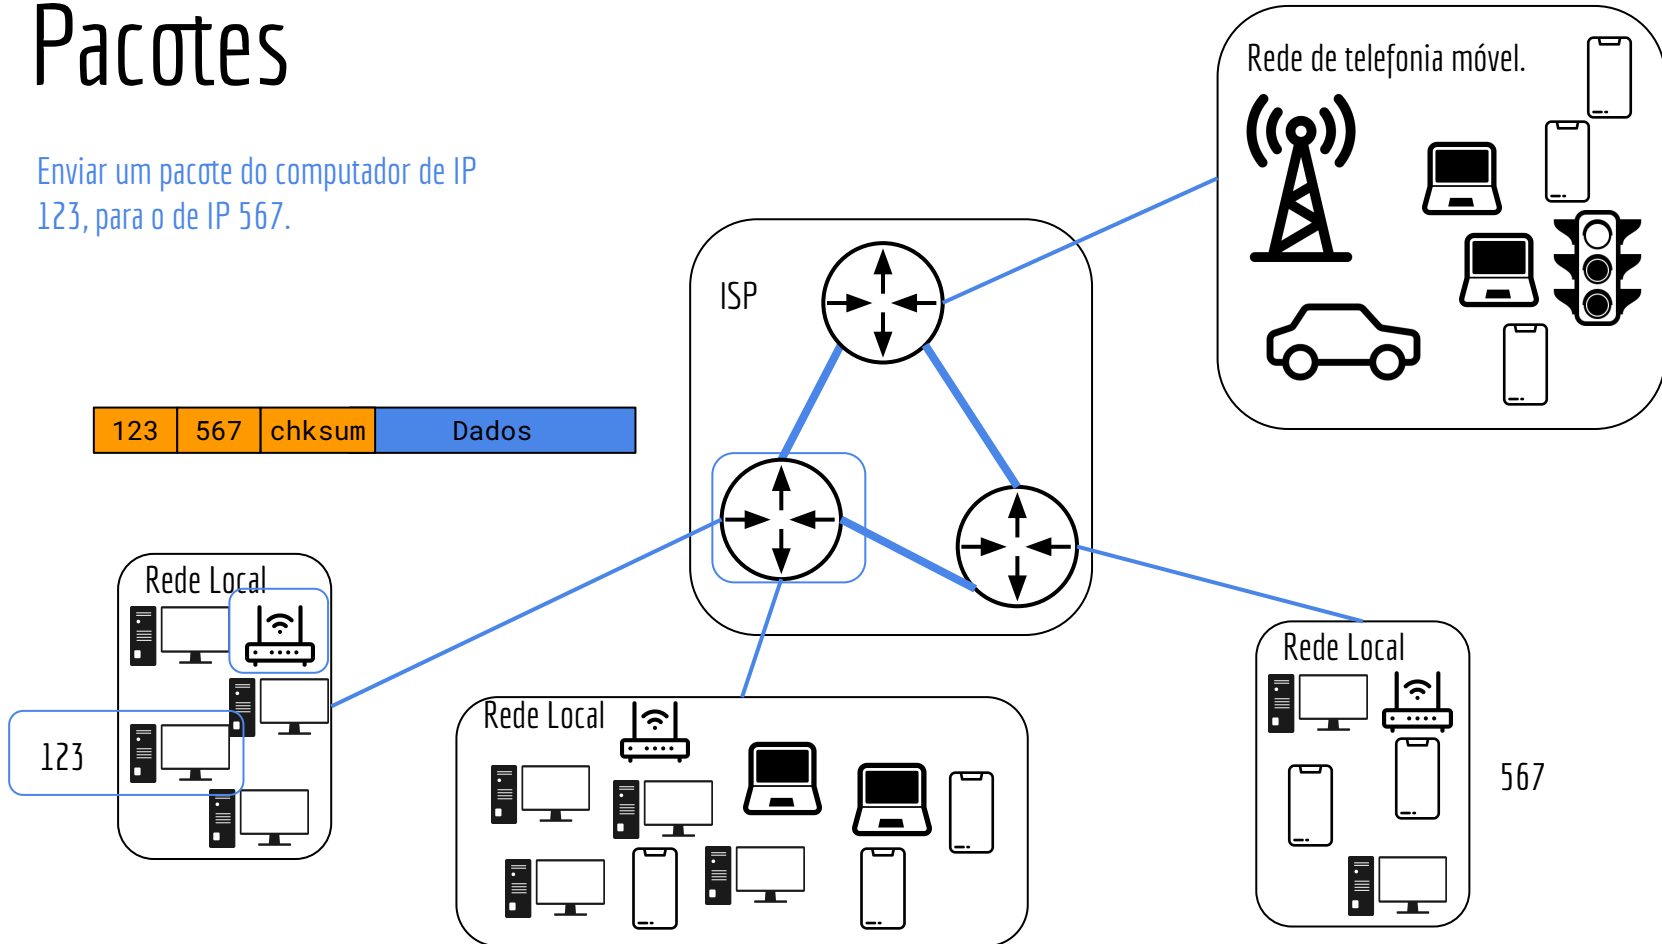 Pacotes
Enviar um pacote do computador de IP
123, para o de IP 567.
Rede de telefonia móvel.
ISP
123 567 chksum Dados
Rede Local
123
Rede Local
Rede Local
567